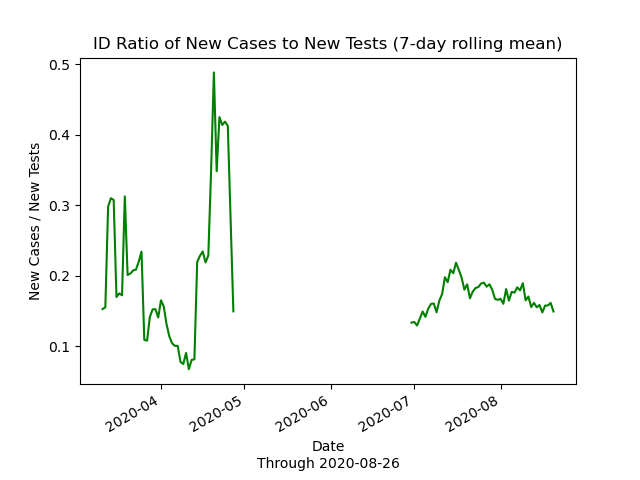 ID Ratio of New Cases to New Tests (7-day rolling mean)
New Cases / New Tests
0.5
0.4
0.3
0.2
0.1
2020-04
2020-05
2020-06
2020-07
2020-08
Date
Through 2020-08-26